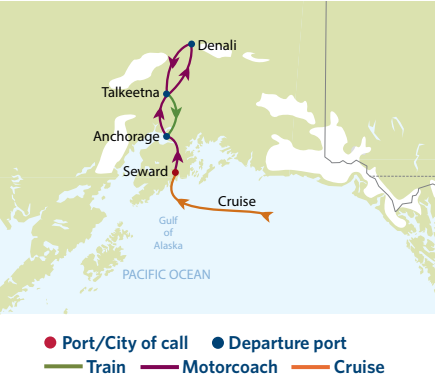 Denali
Talkeetna
Anchorage
Seward
Cruise
Gulf
of
Alaska
PACIFIC OCEAN
Port/City of call
Departure port
Train
Motorcoach
Cruise